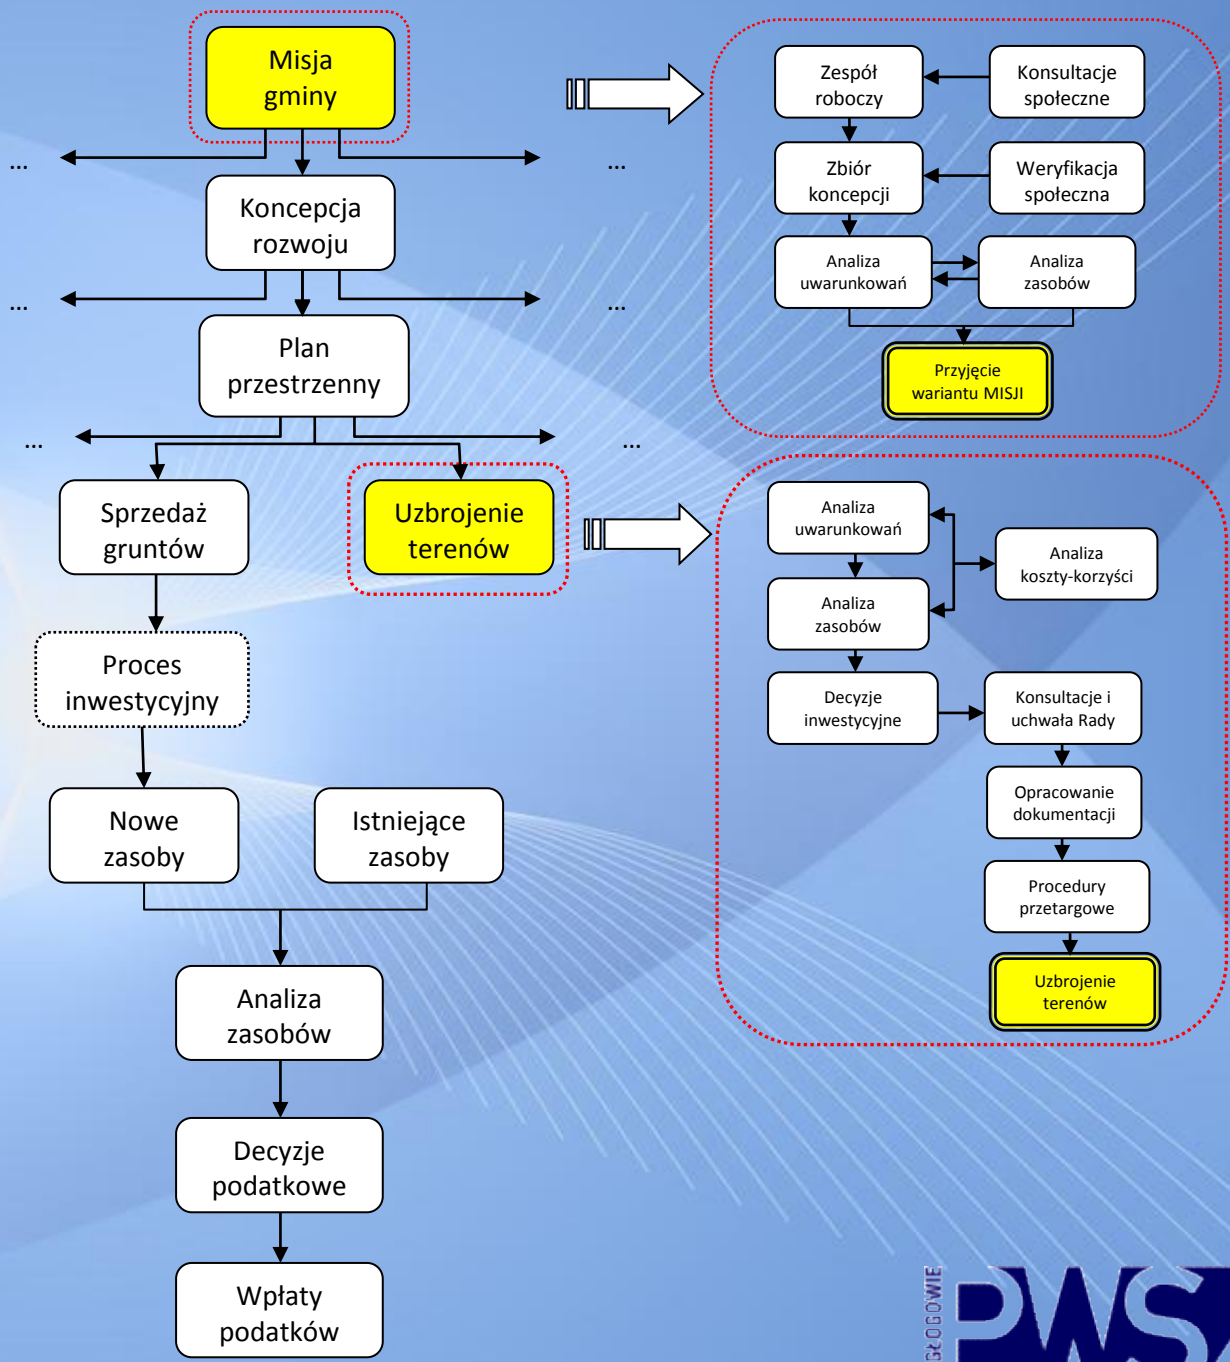 Misja
gminy
...
...
Koncepcja
rozwoju
...
...
Plan
przestrzenny
...
...
Sprzedaż
gruntów
Uzbrojenie
terenów
Proces
inwestycyjny
Nowe
zasoby
Istniejące
zasoby
Analiza
zasobów
Decyzje
podatkowe
Wpłaty
podatków
Zespół
roboczy
Konsultacje
społeczne
Zbiór
koncepcji
Weryfikacja
społeczna
Analiza
uwarunkowań
Analiza
zasobów
Przyjęcie
wariantu MISJI
Analiza
uwarunkowań
Analiza
koszty-korzyści
Analiza
zasobów
Decyzje
inwestycyjne
Konsultacje i
uchwała Rady
Opracowanie
dokumentacji
Procedury
przetargowe
Uzbrojenie
terenów
GŁOGOWIE
PWS